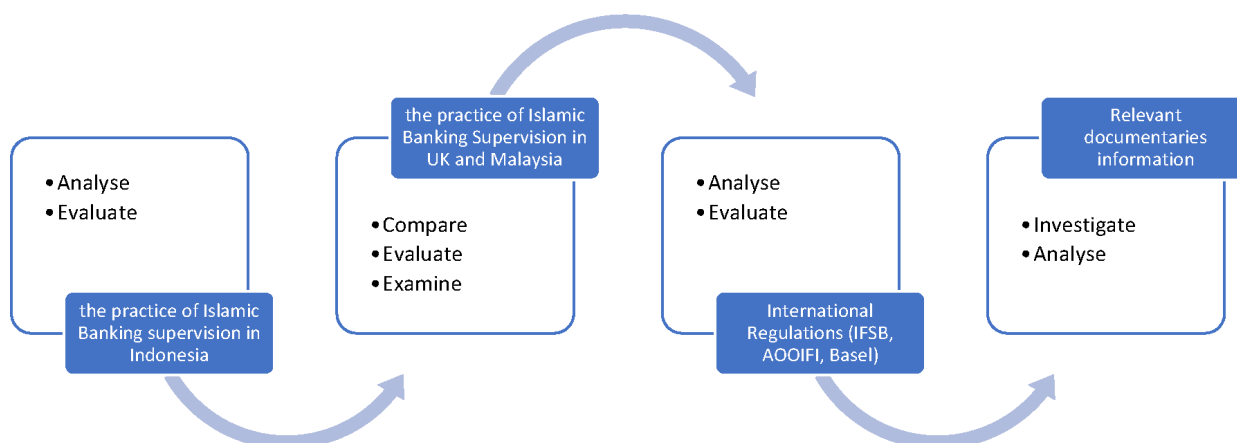 • Analyse
• Evaluate
the practice of Islamic
Banking supervision in
Indonesia
the practice of Islamic
Banking Supervision in
UK and Malaysia
• Compare
• Evaluate
• Examine
• Analyse
• Evaluate
International
Regulations (IFSB,
AOOIFI, Basel)
Relevant
documentaries
information
• Investigate
• Analyse